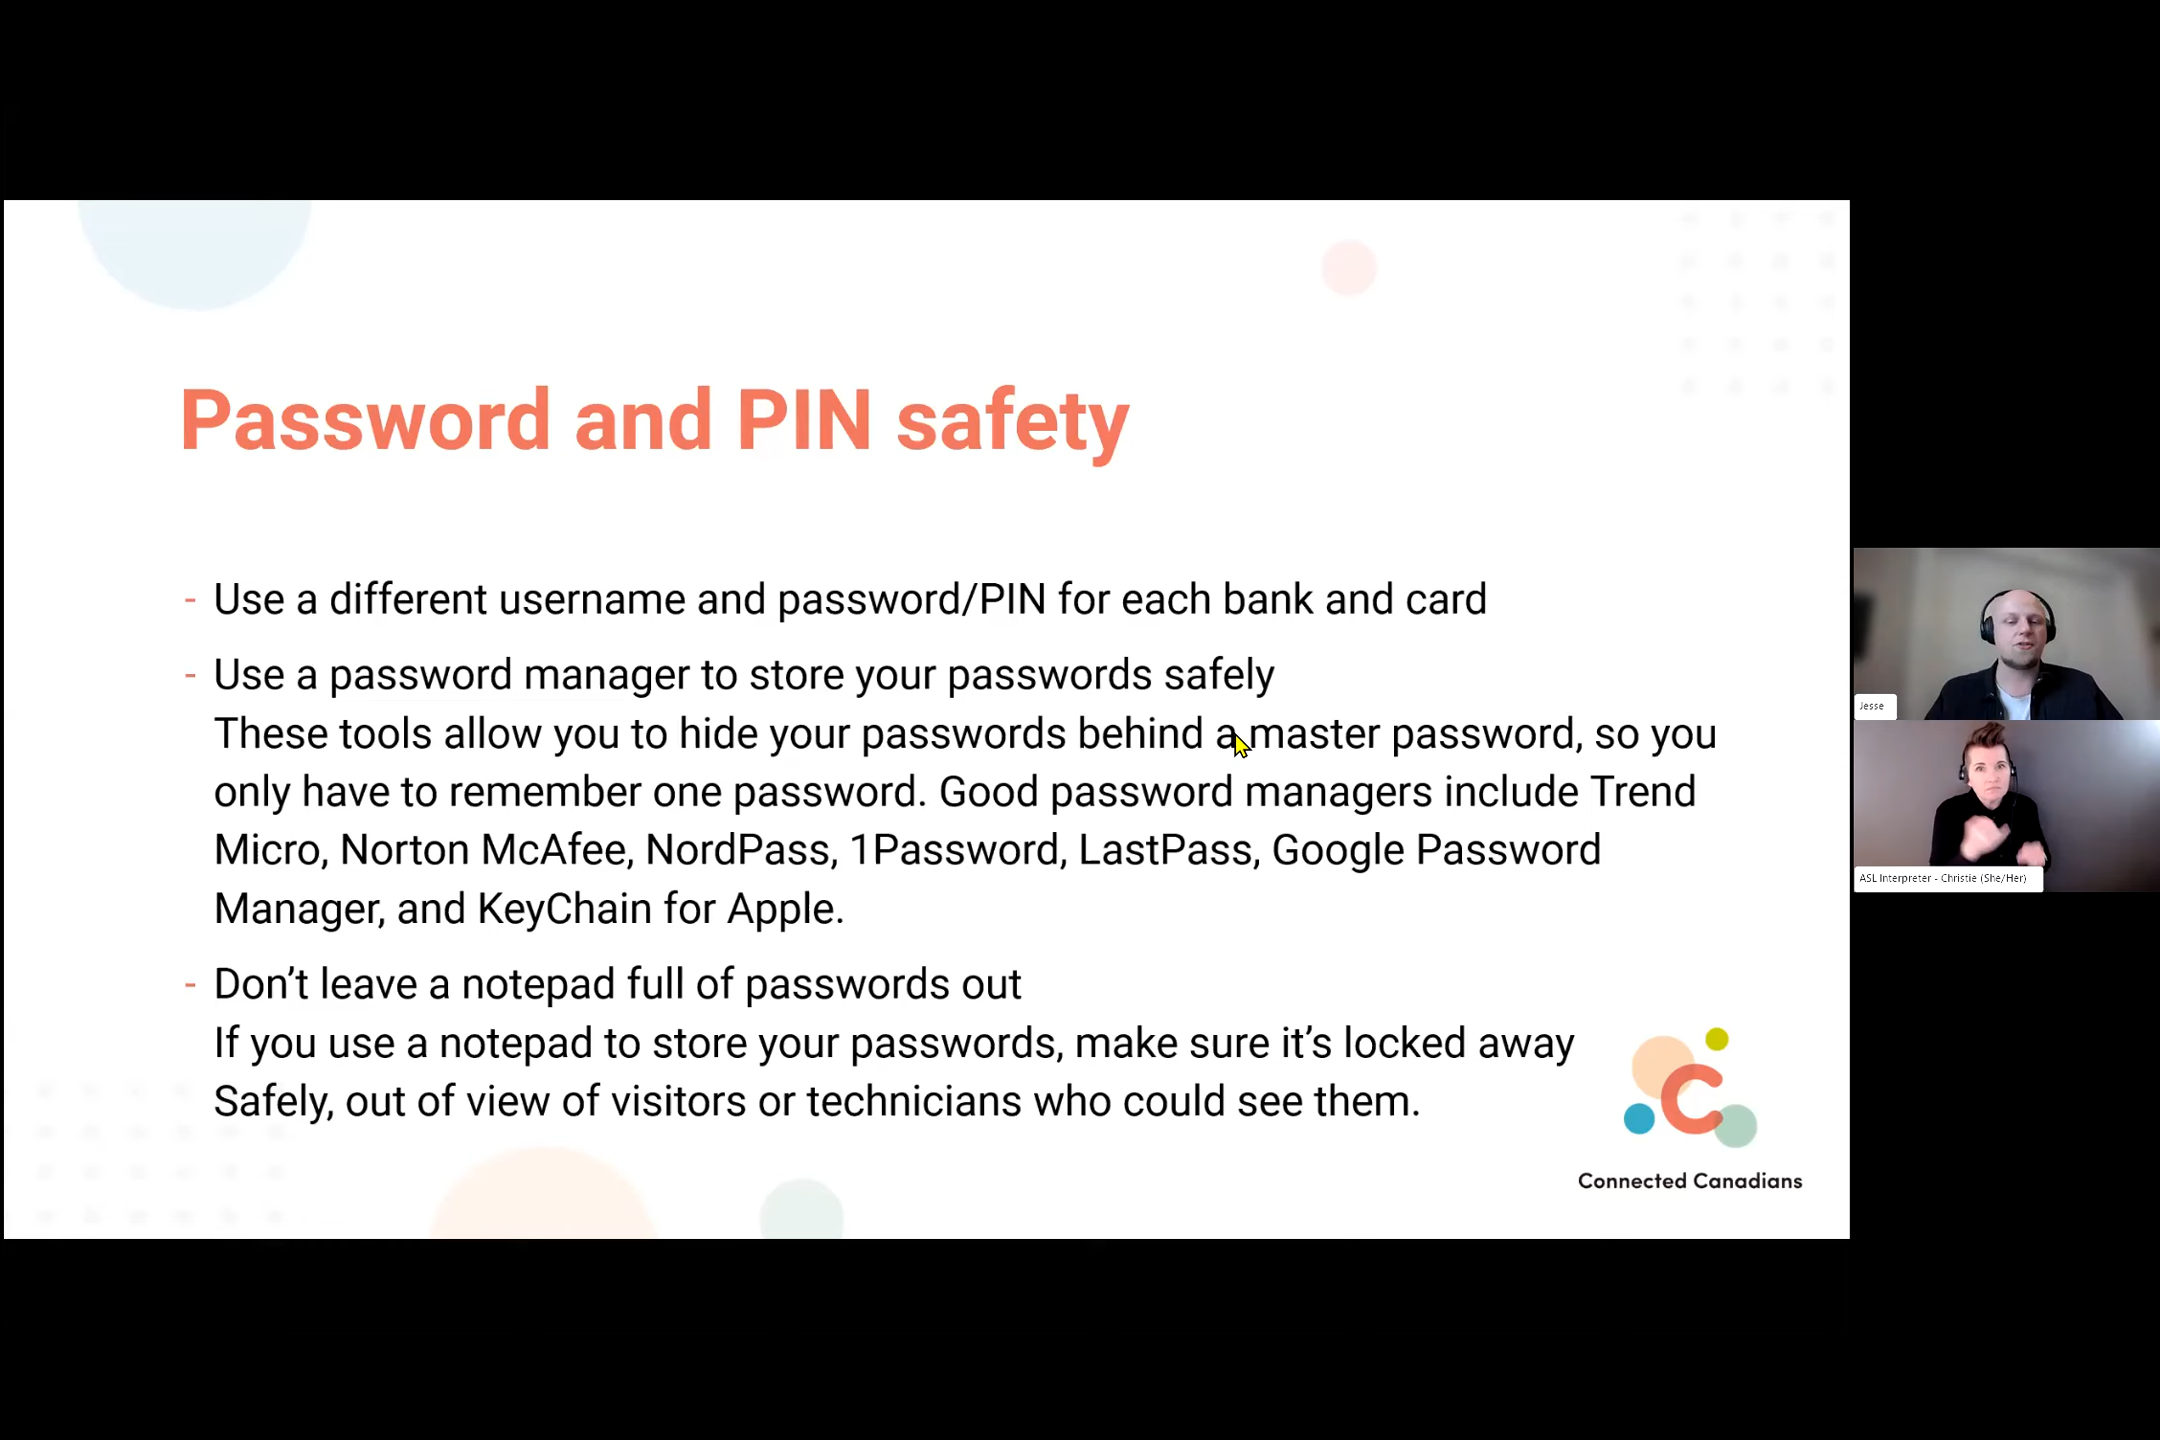 Password and PIN safety
- Use a different username and password/PIN for each bank and card
- Use a password manager to store your passwords safely
These tools allow you to hide your passwords behind a master password, so you
only have to remember one password. Good password managers include Trend
Micro, Norton McAfee, NordPass, 1Password, LastPass, Google Password
Manager, and KeyChain for Apple.
- Don’t leave a notepad full of passwords out
If you use a notepad to store your passwords, make sure it’s locked away
Safely, out of view of visitors or technicians who could see them.
Connected Canadians
Jesse
ASL Interpreter - Christie (She/Her)